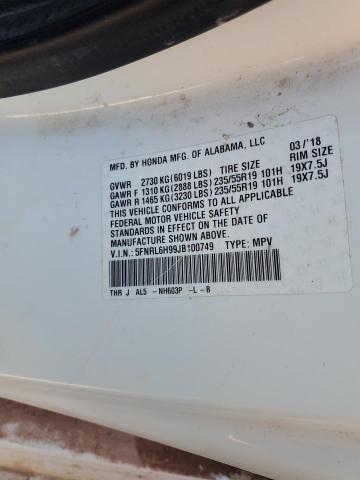 MFD. BY HONDA MFG. OF ALABAMA, LLC 03/'18
GVWR 2730 KG(6019 LBS) TIRE SIZE RIM SIZE
GAWR F 1310 KG(2888 LBS) 235/55R19 101H 19X7.5J
GAWR R 1465 KG(3230 LBS) 235/55R19 101H 19X7.5J
THIS VEHICLE CONFORMS TO ALL APPLICABLE
FEDERAL MOTOR VEHICLE SAFETY
STANDARDS IN EFFECT ON THE DATE OF
MANUFACTURE SHOWN ABOVE.
V.I.N.: 5FNRL6H99JB100749 TYPE: MPV
THR J AL5 -NH603P -L-B